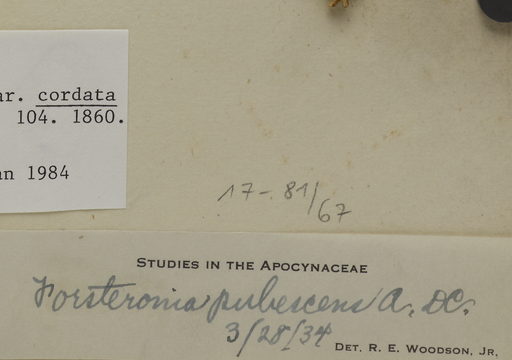 ar. cordata
104. 1860.
an 1984
17-81/67
STUDIES IN THE APOCYNACEAE
Forsteronia pubescens A. DC.
3/28/34
DET. R. E. WOODSON, JR.